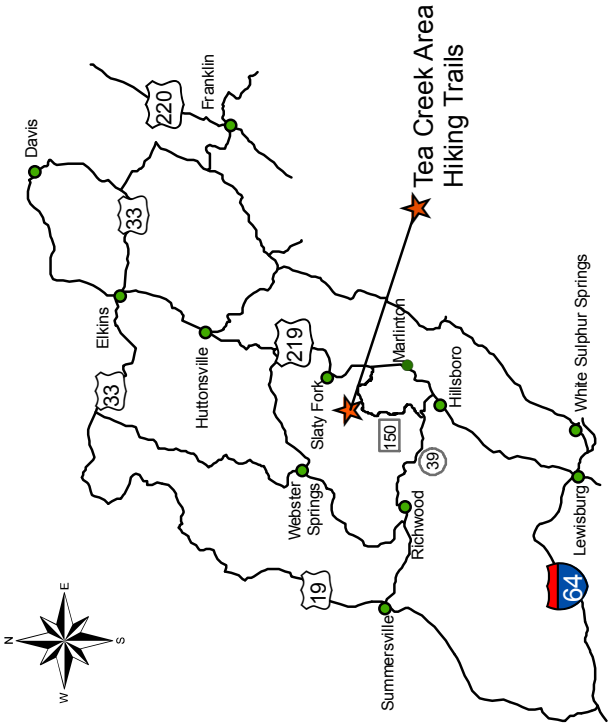 N
W
E
S
Davis
220
Franklin
33
Elkins
33
Huttonsville
219
Slaty Fork
Tea Creek Area
Hiking Trails
Marlinton
150
Hillsboro
39
Webster
Springs
Richwood
19
Summersville
White Sulphur Springs
Lewisburg
64